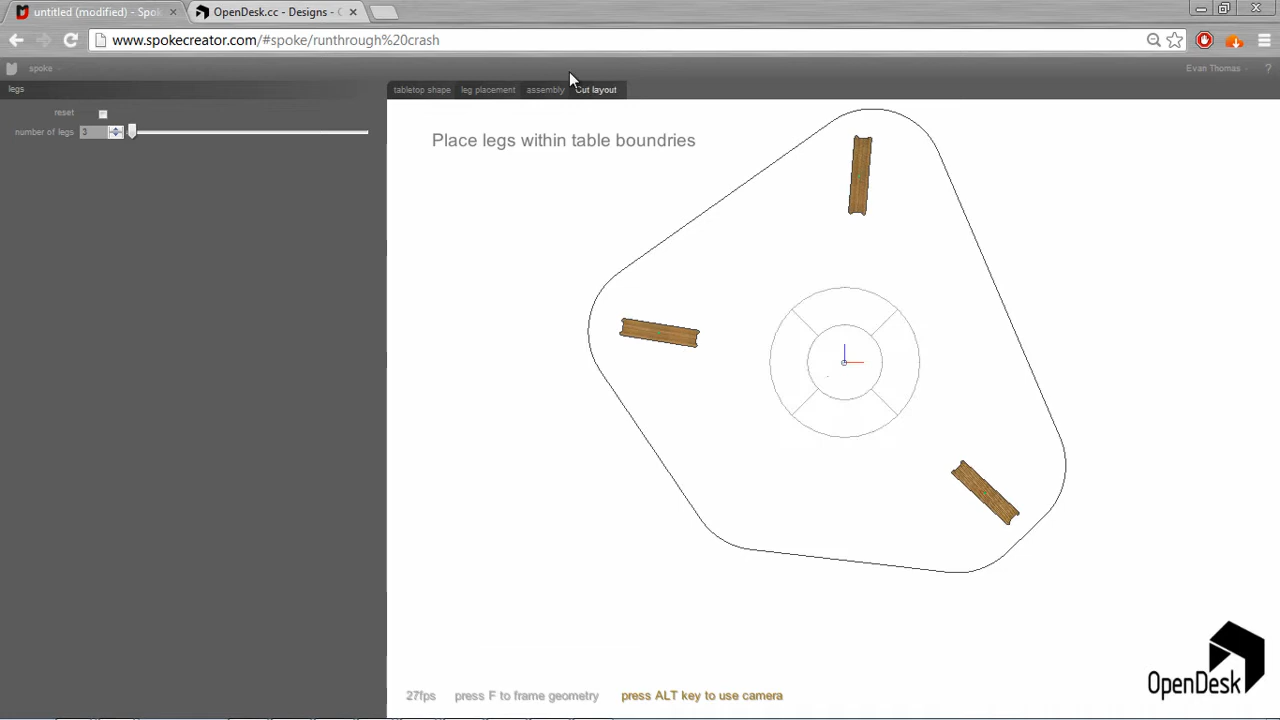 untitled (modified) - Spok
OpenDesk.cc - Designs -
www.spokecreator.com/#spoke/runthrough%20crash
spoke
Evan Thomas
?
legs
tabletop shape
leg placement
assembly
Cut layout
reset
number of legs
3
Place legs within table boundries
27fps
press F to frame geometry
press ALT key to use camera
OpenDesk